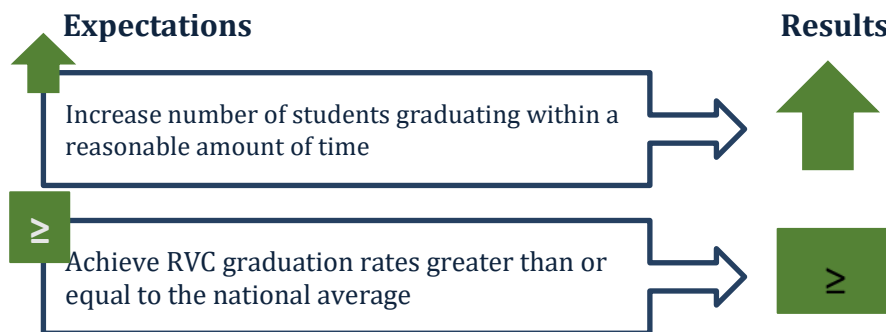 Expectations
Results
Increase number of students graduating within a
reasonable amount of time
≥
Achieve RVC graduation rates greater than or
equal to the national average
≥